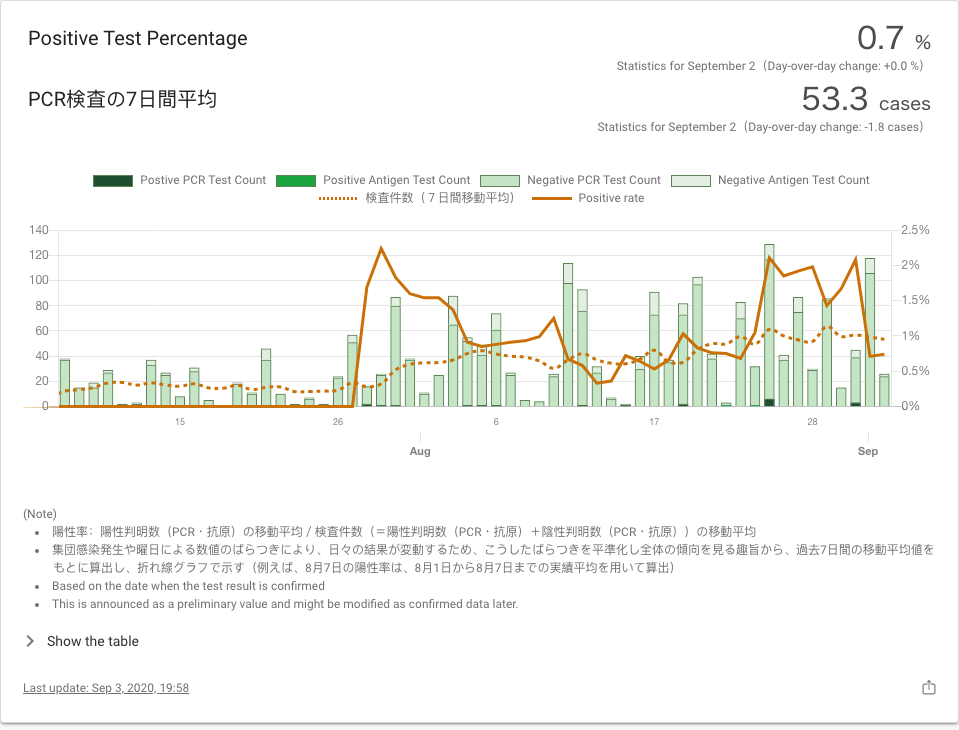 Positive Test Percentage
0.7 %
Statistics for September 2（Day-over-day change: +0.0 %）
PCR検査の7日間平均
53.3 cases
Statistics for September 2（Day-over-day change: -1.8 cases）
Postive PCR Test Count Positive Antigen Test Count Negative PCR Test Count Negative Antigen Test Count
検査件数（７日間移動平均） Positive rate
140 2.5%
120 2%
100
80 1.5%
60 1%
40 0.5%
20
0 0%
15 26 6 17 28
Aug Sep
(Note)
• 陽性率：陽性判明数（PCR・抗原）の移動平均 / 検査件数（＝陽性判明数（PCR・抗原）＋陰性判明数（PCR・抗原））の移動平均
• 集団感染発生や曜日による数値のばらつきにより、日々の結果が変動するため、こうしたばらつきを平準化し全体の傾向を見る趣旨から、過去7日間の移動平均値を
もとに算出し、折れ線グラフで示す（例えば、8月7日の陽性率は、8月1日から8月7日までの実績平均を用いて算出）
• Based on the date when the test result is confirmed
• This is announced as a preliminary value and might be modified as confirmed data later.
Show the table
Last update: Sep 3, 2020, 19:58